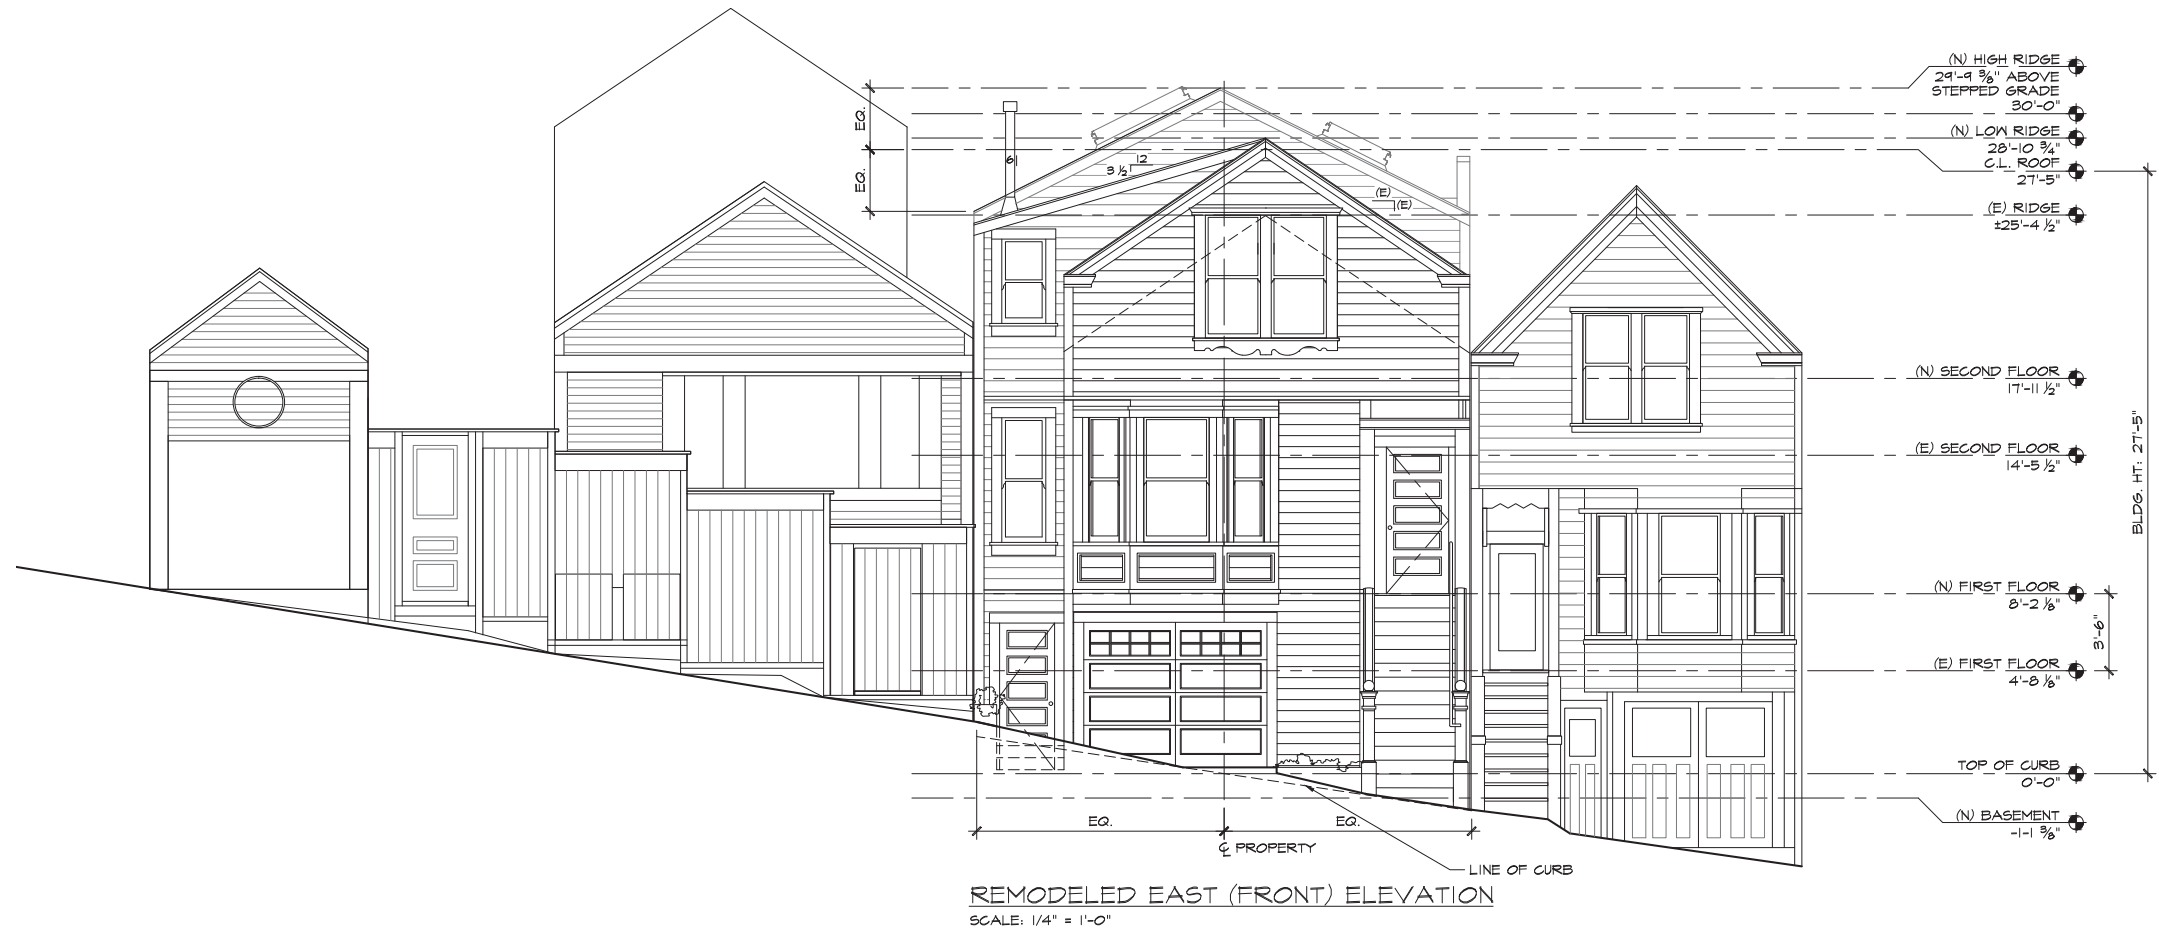 (N) HIGH RIDGE
29'-9 3/8" ABOVE
STEPPED GRADE
30'-0"
(N) LOW RIDGE
28'-10 3/4"
C.L. ROOF
27'-5"
(E) RIDGE
±25'-4 1/2"
EQ.
EQ.
6
12
3 1/2
(E)
(E)
(N) SECOND FLOOR
17'-11 1/2"
(E) SECOND FLOOR
14'-5 1/2"
BLDG. HT: 27'-5"
(N) FIRST FLOOR
8'-2 1/8"
3'-6"
(E) FIRST FLOOR
4'-8 1/8"
TOP OF CURB
0'-0"
(N) BASEMENT
-1'-1 3/8"
EQ.
EQ.
℄ PROPERTY
LINE OF CURB
REMODELED EAST (FRONT) ELEVATION
SCALE: 1/4" = 1'-0"